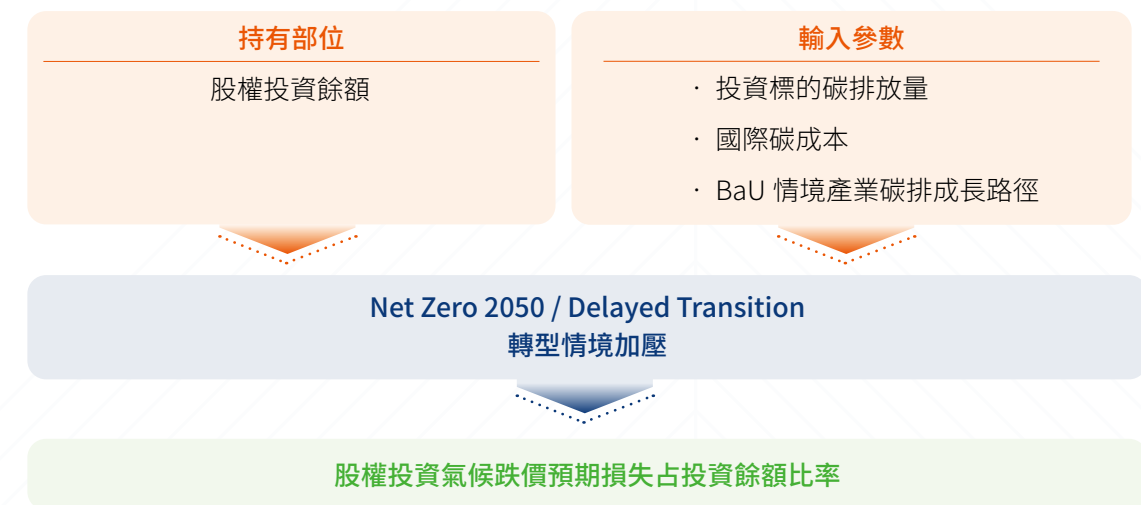 持有部位
股權投資餘額
輸入參數
· 投資標的碳排放量
· 國際碳成本
· BaU 情境產業碳排成長路徑
Net Zero 2050 / Delayed Transition
轉型情境加壓
股權投資氣候跌價預期損失占投資餘額比率